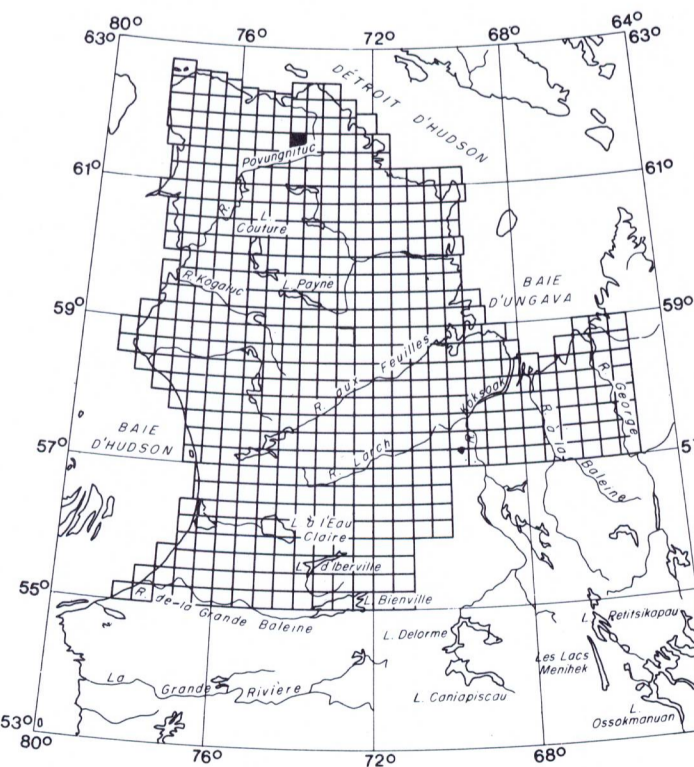 80°
63°
76°
72°
68°
64°
63°
DÉTROIT D'HUDSON
Povungnituc
R.
61°
61°
L.
Couture
R. Kogaluc
L. Payne
BAIE
D'UNGAVA
59°
59°
R. aux Feuilles
Koksoak
R.
R. George
R. à la Baleine
BAIE
D'HUDSON
57°
57°
R. Larch
L. à l'Eau
Claire
L. d'Iberville
55°
55°
R. de-la Grande Baleine
L. Bienville
L. Petitsikapau
L. Delorme
Les Lacs
Menihek
La Grande Rivière
L. Caniapiscau
L.
Ossokmanuan
53°
80°
76°
72°
68°